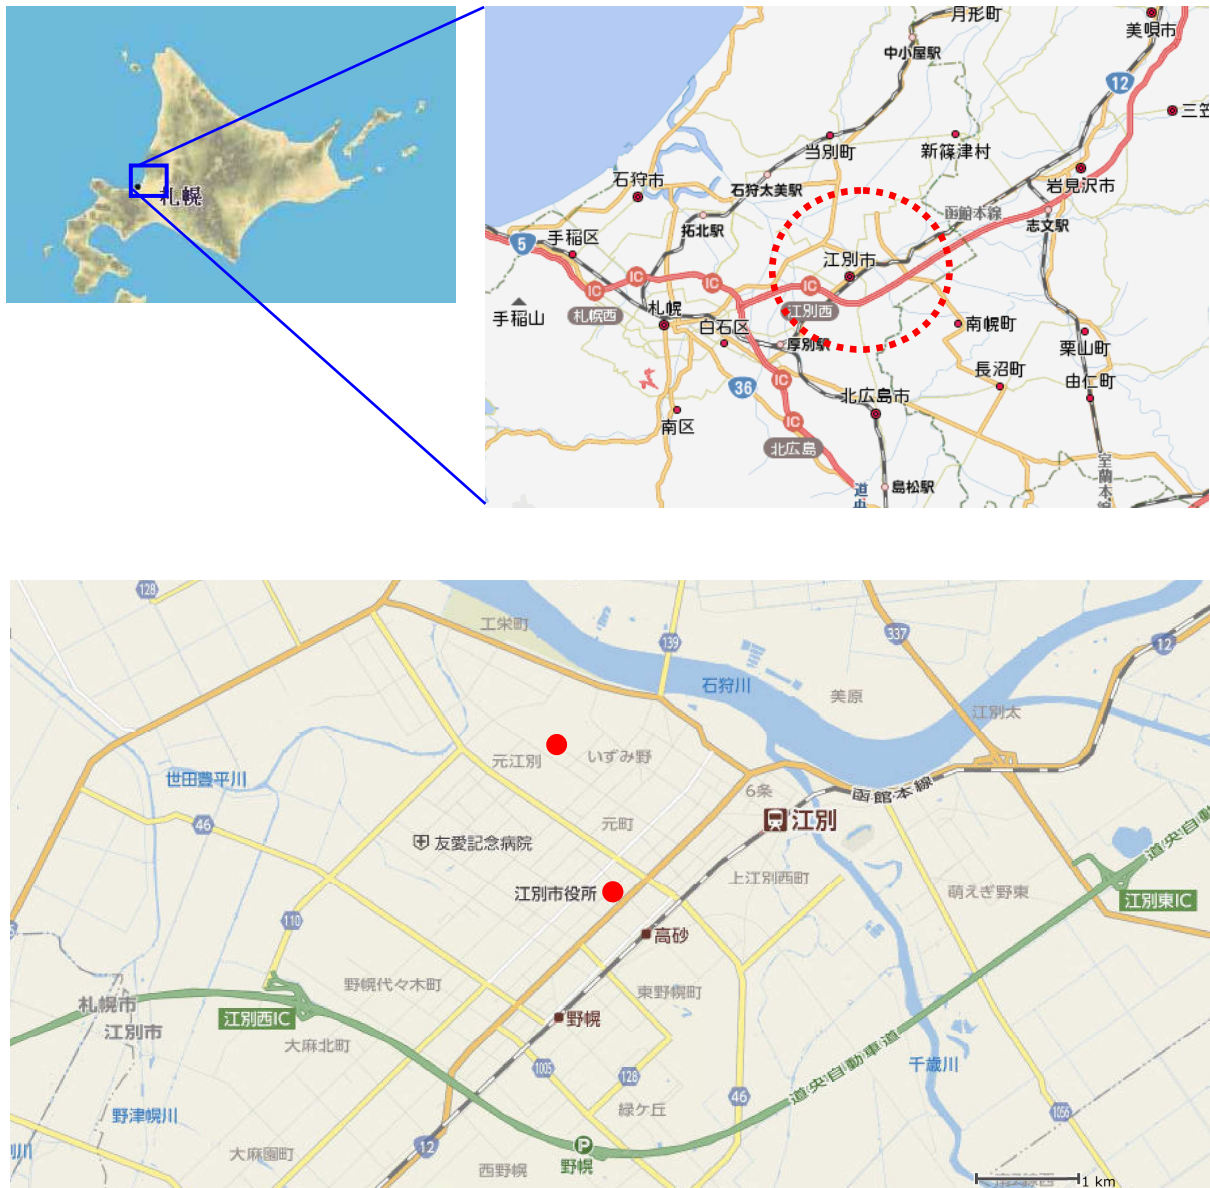 札幌
月形町
美唄市
中小屋駅
12
三笠
当別町
新篠津村
石狩市
石狩太美駅
岩見沢市
函館本線
拓北駅
志文駅
5
手稲区
江別市
IC
IC
IC
IC
手稲山
札幌西
札幌
江別西
白石区
南幌町
厚別駅
栗山町
長沼町
IC
36
由仁町
北広島市
南区
IC
北広島
室蘭本線
島松駅
道央
128
工栄町
139
337
12
石狩川
美原
江別太
元江別
いずみ野
世田豊平川
6条
函館本線
46
元町
江別
道央自動
友愛記念病院
上江別西町
江別市役所
萌えぎ野東
江別東IC
110
高砂
野幌代々木町
東野幌町
札幌市
江別西IC
野幌
江別市
大麻北町
道央自動車道
千歳川
1005
128
46
緑ケ丘
野津幌川
1056
12
P
大麻園町
野幌
西野幌
1 km